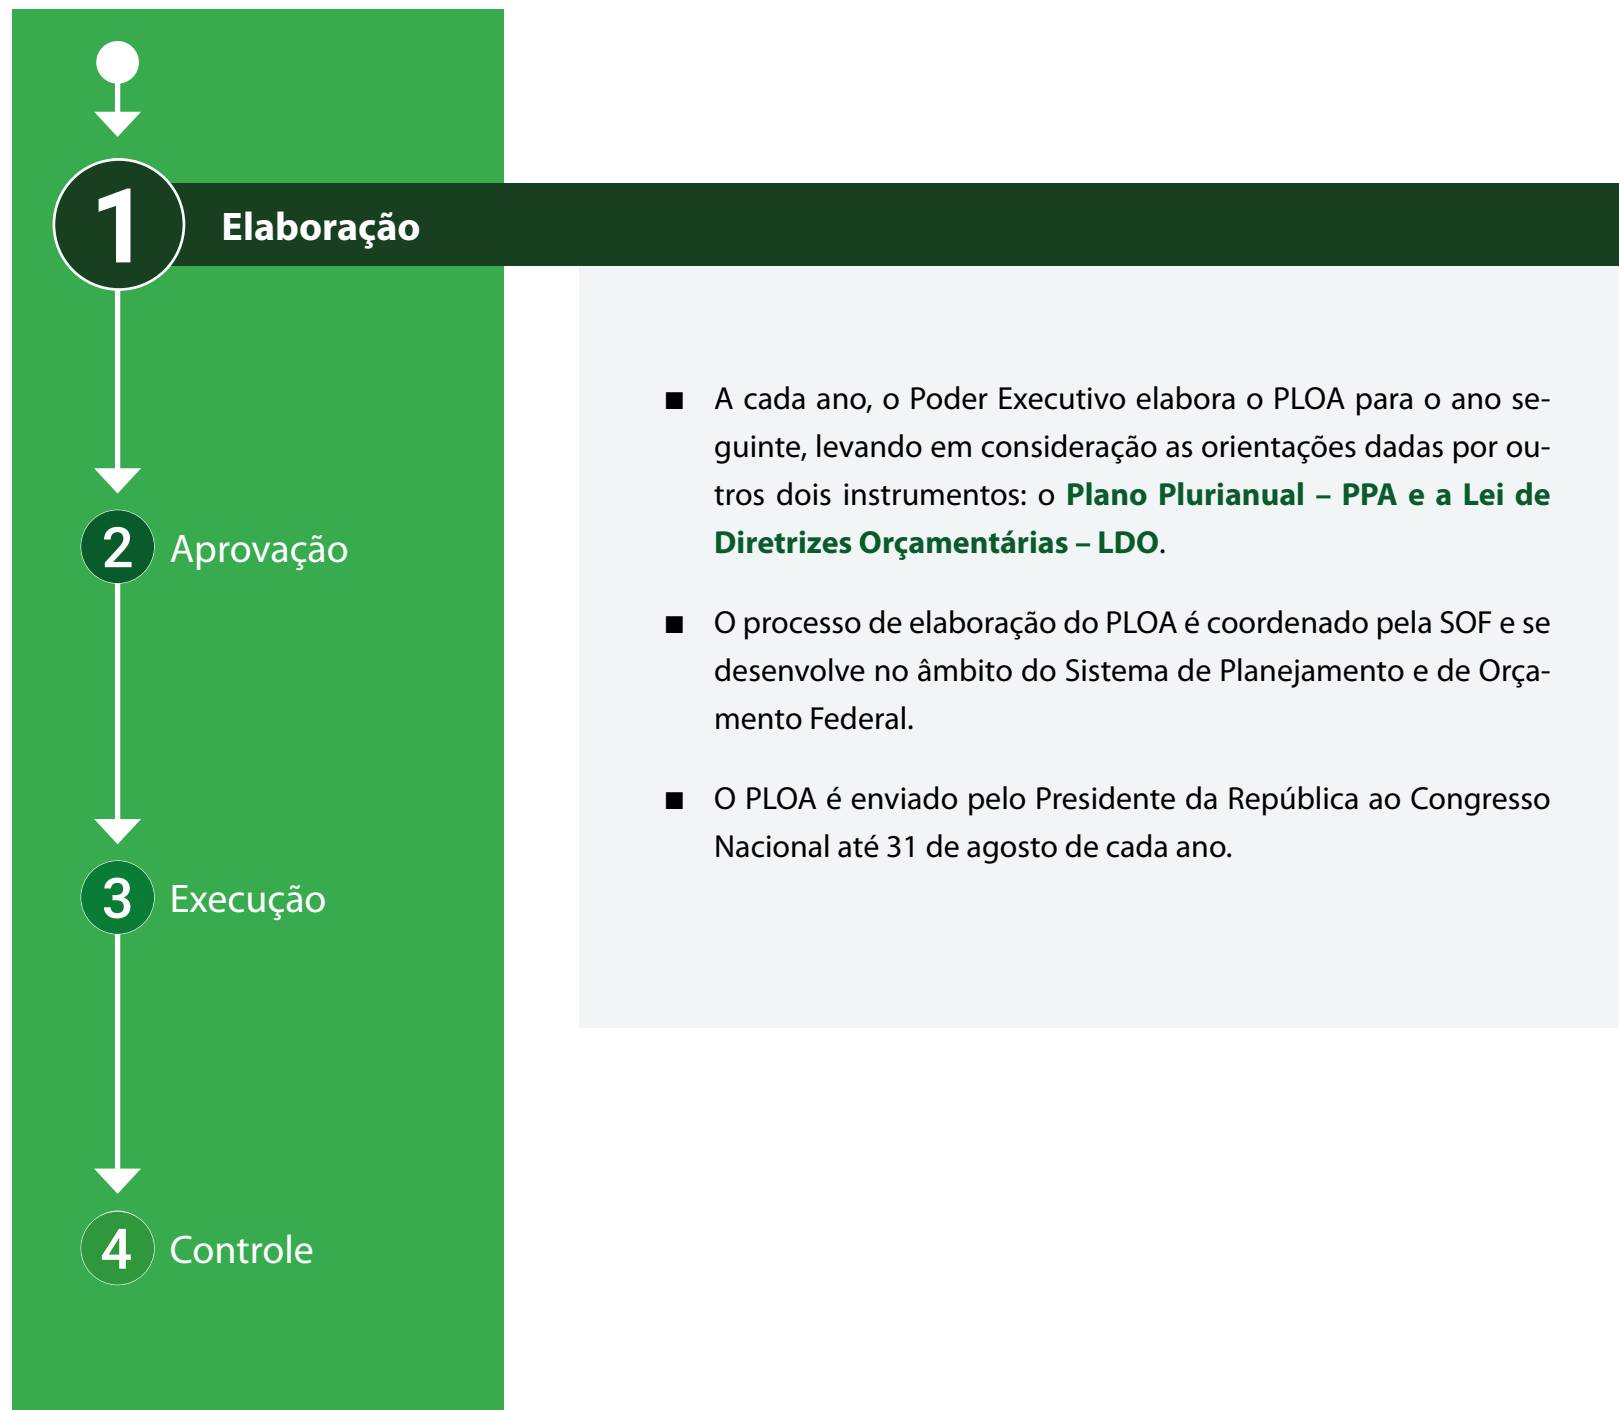 1
Elaboração
■ A cada ano, o Poder Executivo elabora o PLOA para o ano se-
guinte, levando em consideração as orientações dadas por ou-
tros dois instrumentos: o Plano Plurianual – PPA e a Lei de
Diretrizes Orçamentárias – LDO.
■ O processo de elaboração do PLOA é coordenado pela SOF e se
desenvolve no âmbito do Sistema de Planejamento e de Orça-
mento Federal.
■ O PLOA é enviado pelo Presidente da República ao Congresso
Nacional até 31 de agosto de cada ano.
2 Aprovação
3 Execução
4 Controle